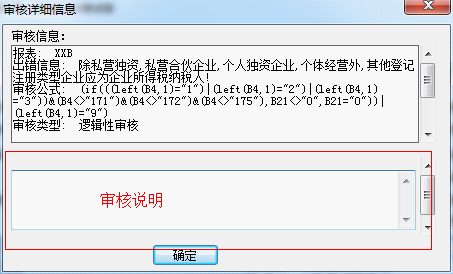 审核详细信息
审核信息:
报表: XXB
出错信息: 除私营独资,私营合伙企业,个人独资企业,个体经营外,其他登记
注册类型企业应为企业所得税纳税人!
审核公式: (if(((left(B4,1)="1")|(left(B4,1)="2")|(left(B4,1)
="3"))&(B4<>"171")&(B4<>"172")&(B4<>"175"),B21<>"0",B21="0"))|
(left(B4,1)="9")
审核类型: 逻辑性审核
审核说明
确定